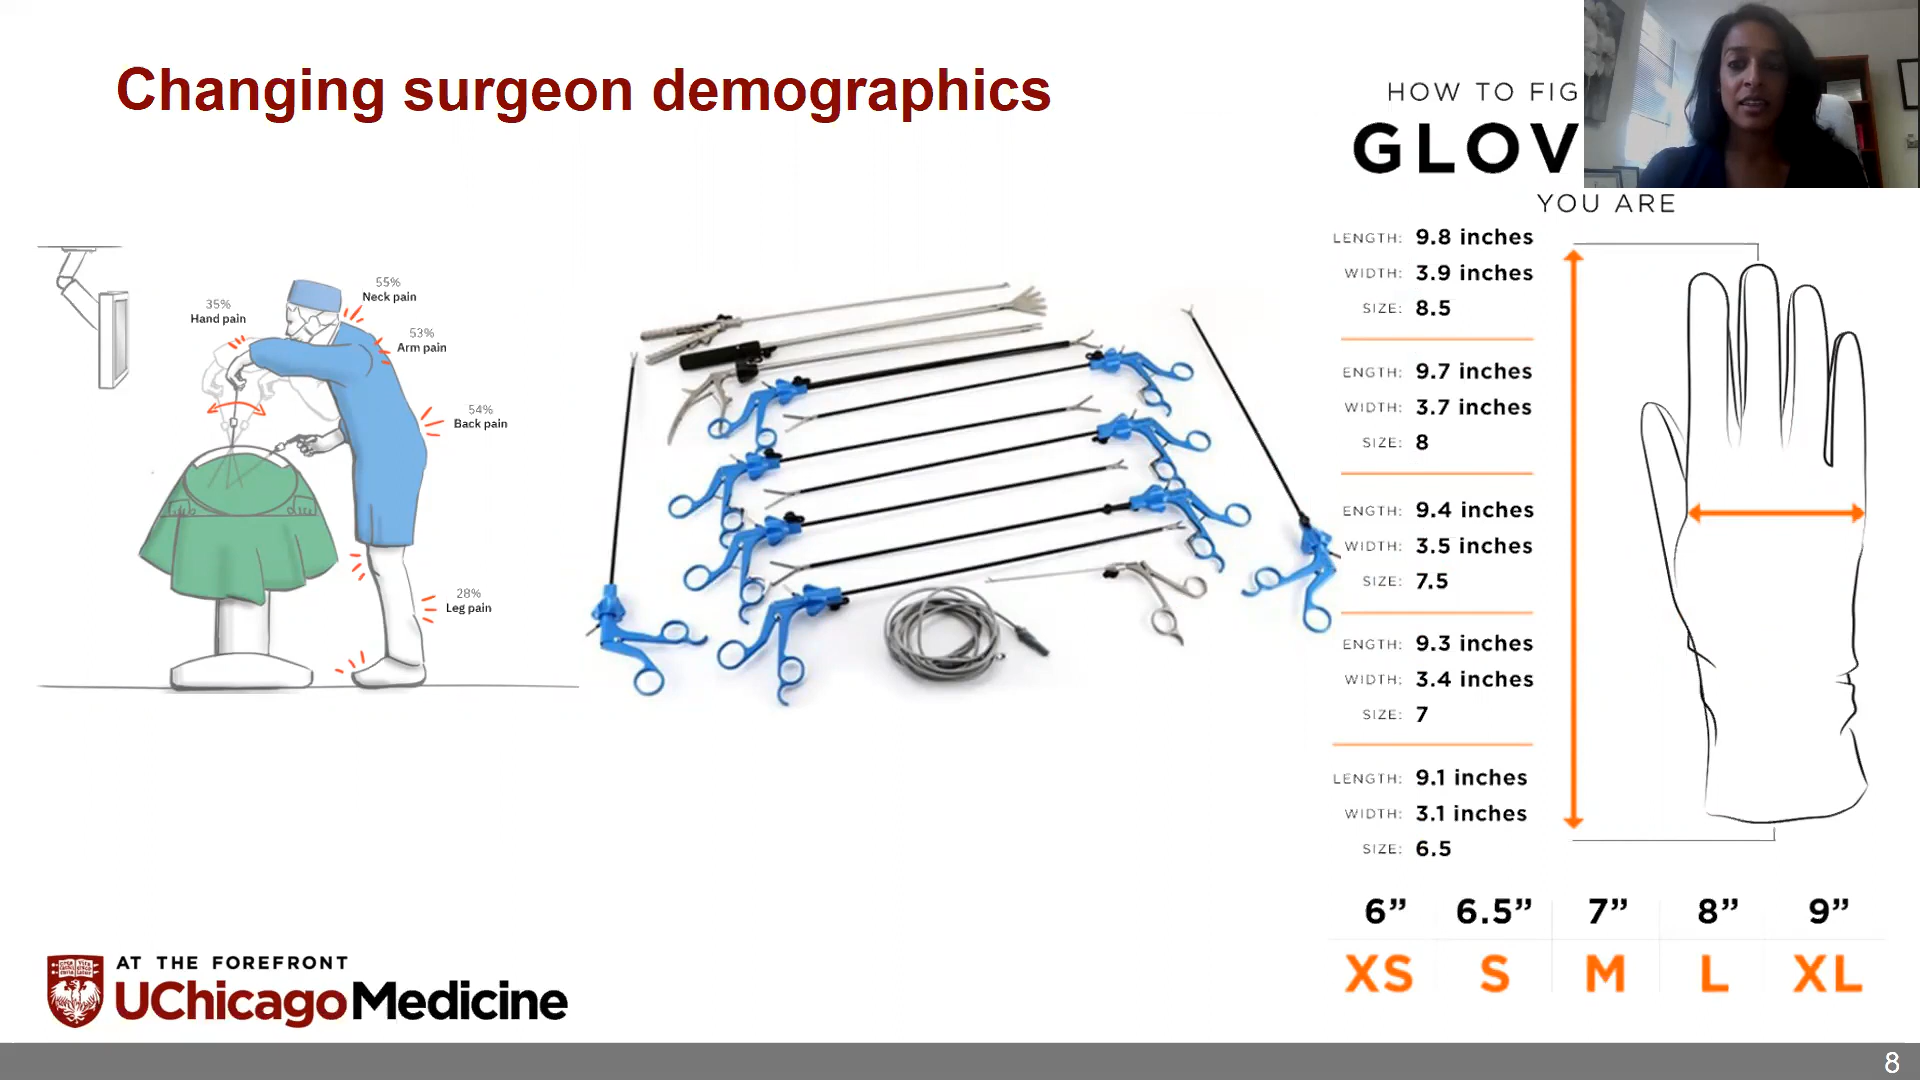 Changing surgeon demographics
HOW TO FIG
GLOV
YOU ARE
35%
Hand pain
55%
Neck pain
53%
Arm pain
54%
Back pain
28%
Leg pain
LENGTH: 9.8 inches
WIDTH: 3.9 inches
SIZE: 8.5
ENGTH: 9.7 inches
WIDTH: 3.7 inches
SIZE: 8
ENGTH: 9.4 inches
WIDTH: 3.5 inches
SIZE: 7.5
ENGTH: 9.3 inches
WIDTH: 3.4 inches
SIZE: 7
LENGTH: 9.1 inches
WIDTH: 3.1 inches
SIZE: 6.5
6” 6.5” 7” 8” 9”
XS S M L XL
AT THE FOREFRONT
UChicagoMedicine
8